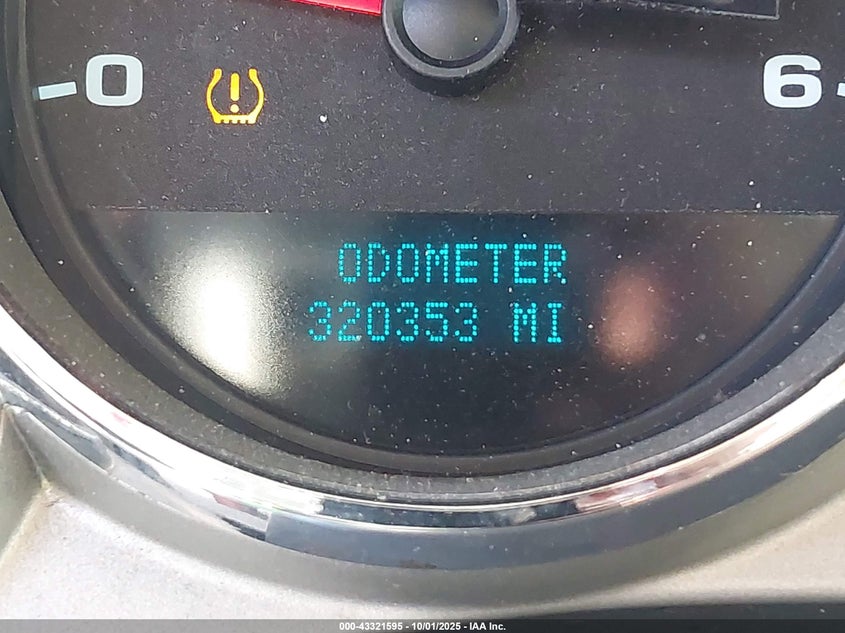 0 6
ODOMETER
320353 MI
000-43321595 - 10/01/2025 - IAA Inc.